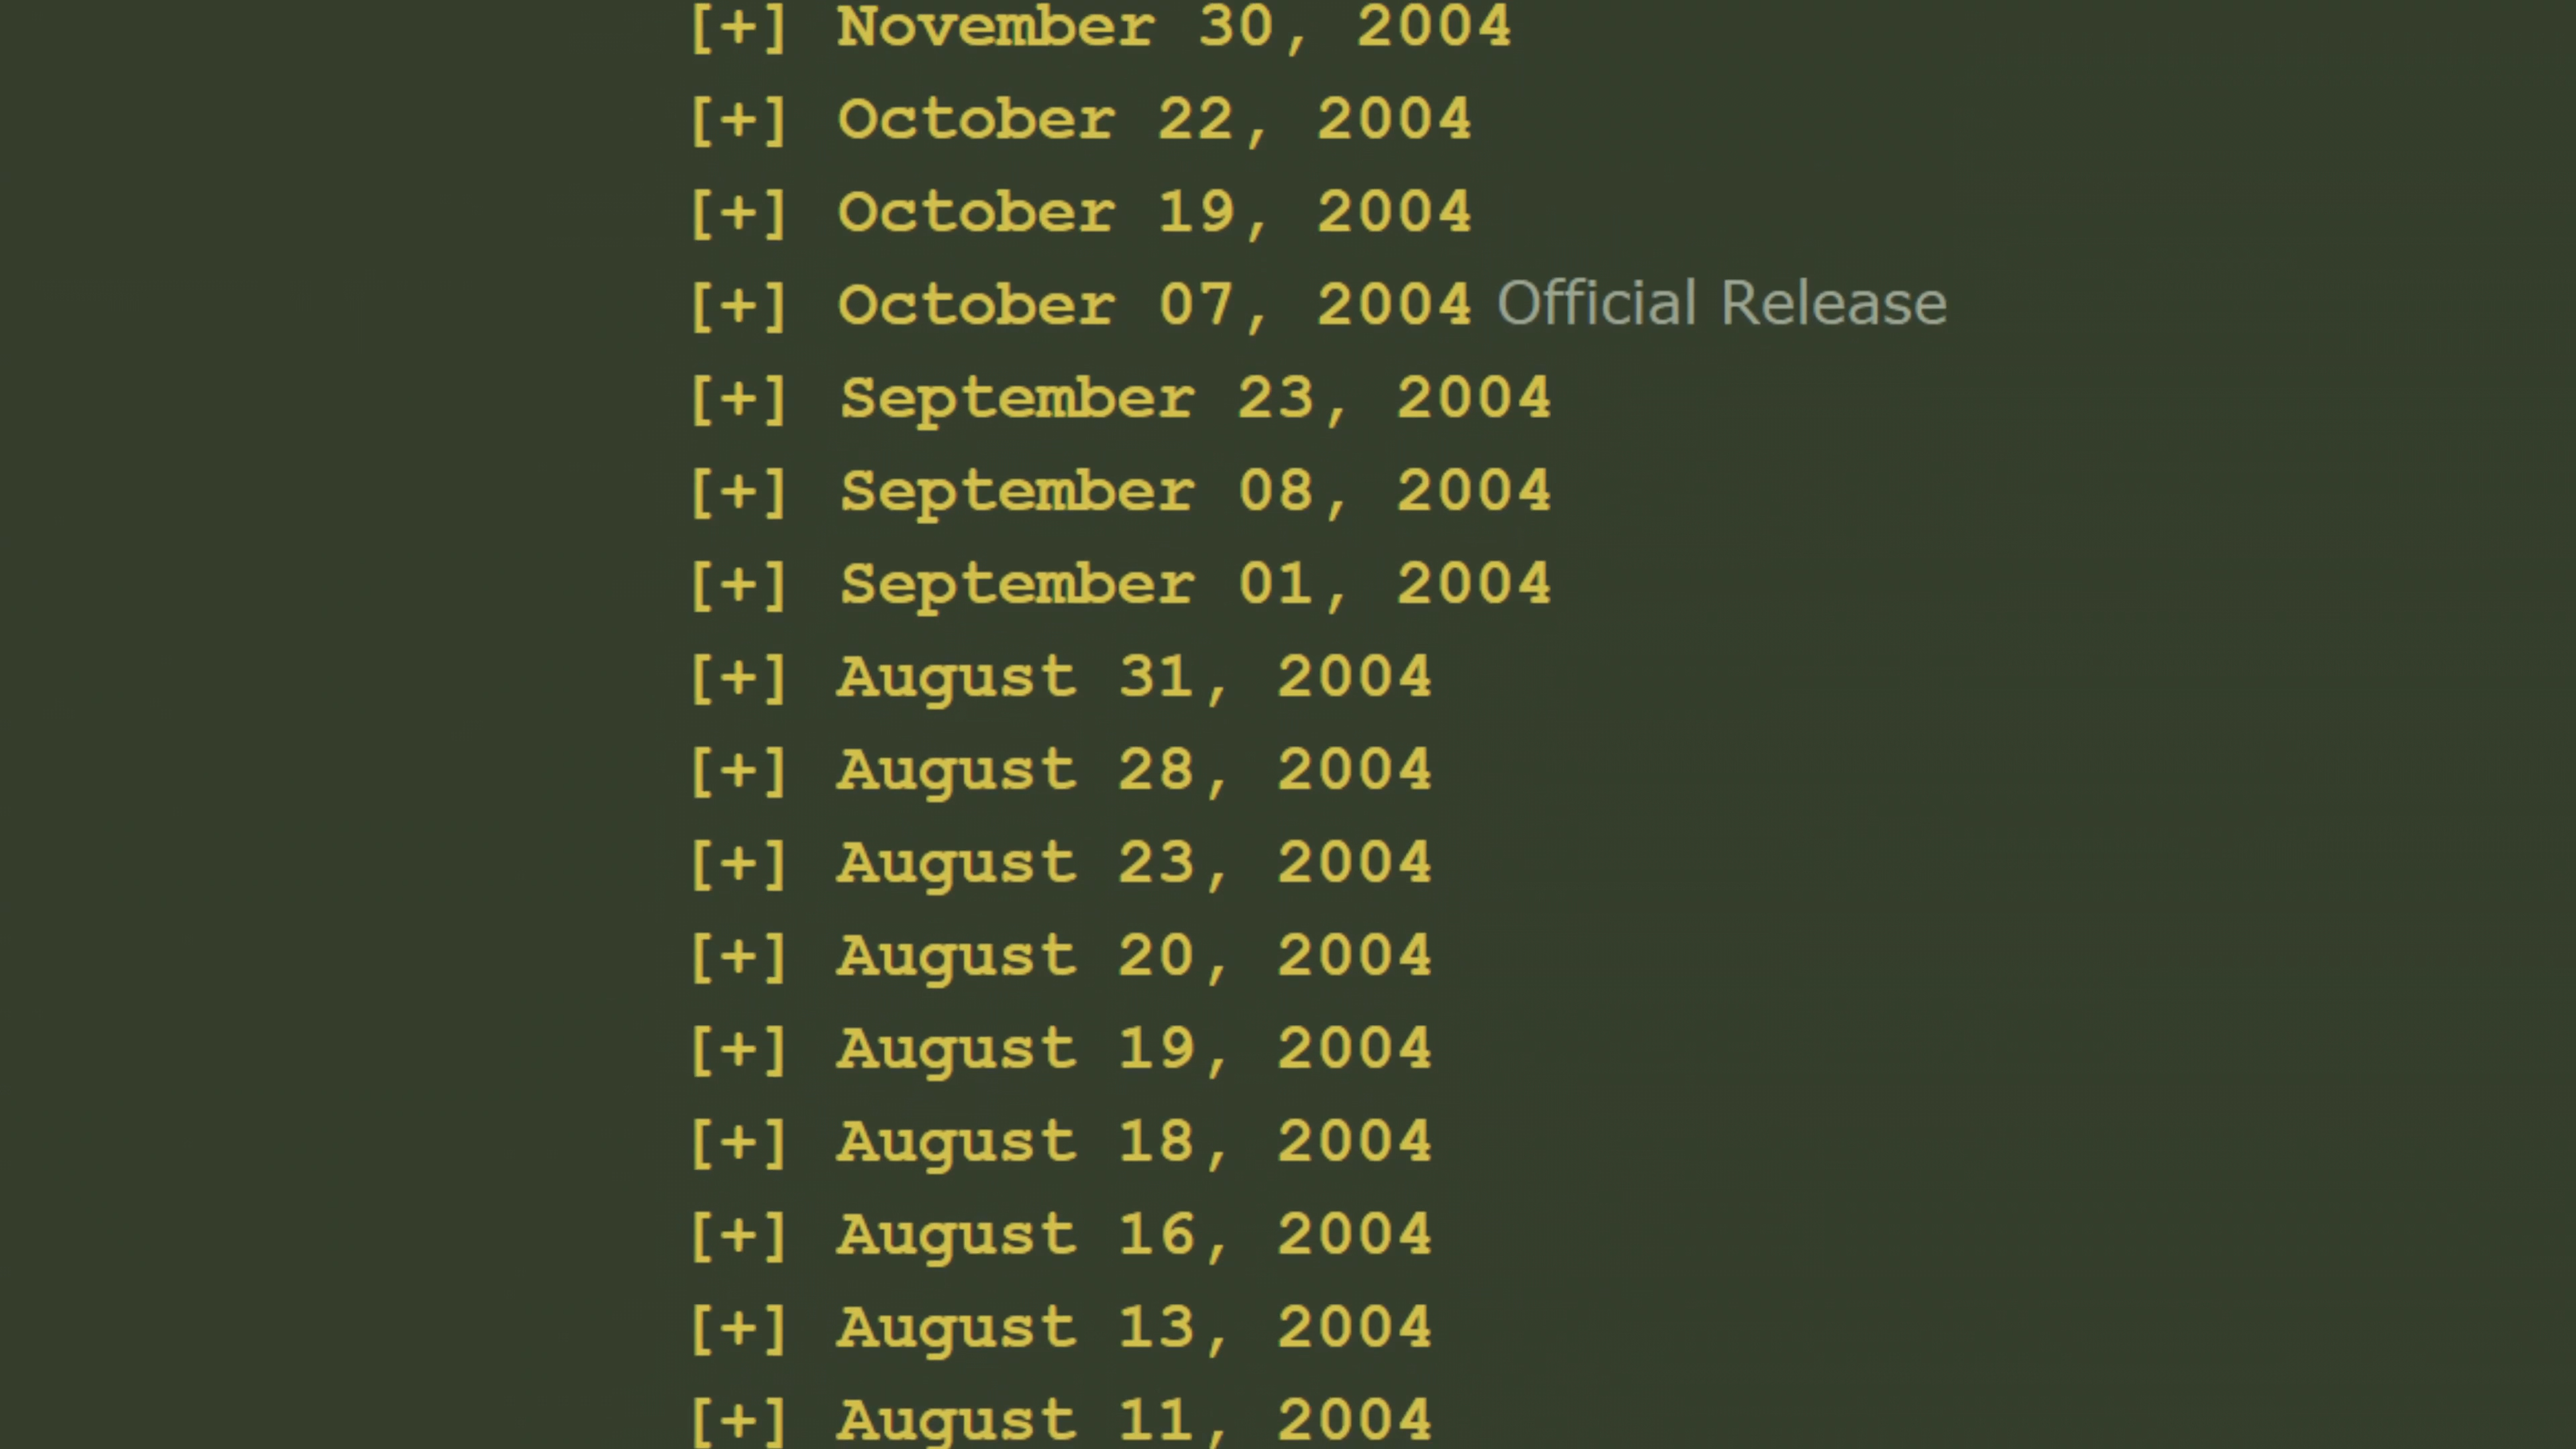 [+] November 30, 2004
[+] October 22, 2004
[+] October 19, 2004
[+] October 07, 2004 Official Release
[+] September 23, 2004
[+] September 08, 2004
[+] September 01, 2004
[+] August 31, 2004
[+] August 28, 2004
[+] August 23, 2004
[+] August 20, 2004
[+] August 19, 2004
[+] August 18, 2004
[+] August 16, 2004
[+] August 13, 2004
[+] August 11, 2004